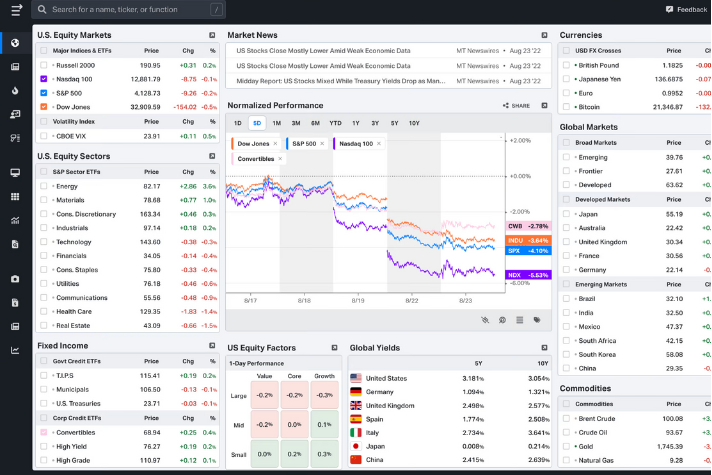 Search for a name, ticker, or function /
Feedback
U.S. Equity Markets
Major Indices & ETFs Price Chg %
Russell 2000 190.95 +0.31 0.2%
Nasdaq 100 12,881.79 -8.75 -0.1%
S&P 500 4,128.73 -9.26 -0.2%
Dow Jones 32,909.59 -154.02 -0.5%
Volatility Index Price Chg %
CBOE VIX 23.91 +0.11 0.5%
U.S. Equity Sectors
S&P Sector ETFs Price Chg %
Energy 82.17 +2.86 3.6%
Materials 78.68 +0.77 1.0%
Cons. Discretionary 163.34 +0.46 0.3%
Industrials 97.14 +0.18 0.2%
Technology 143.60 -0.38 -0.3%
Financials 34.05 -0.14 -0.4%
Cons. Staples 75.80 -0.33 -0.4%
Utilities 76.18 -0.46 -0.6%
Communications 55.56 -0.48 -0.9%
Health Care 129.35 -1.83 -1.4%
Real Estate 43.09 -0.66 -1.5%
Fixed Income
Govt Credit ETFs Price Chg %
T.I.P.S 115.41 +0.19 0.2%
Municipals 106.50 -0.13 -0.1%
U.S. Treasuries 23.71 -0.03 -0.1%
Corp Credit ETFs Price Chg %
Convertibles 68.94 +0.25 0.4%
High Yield 76.27 +0.19 0.2%
High Grade 110.97 +0.12 0.1%
Market News
US Stocks Close Mostly Lower Amid Weak Economic Data MT Newswires • Aug 23 '22
US Stocks Close Mostly Lower Amid Weak Economic Data MT Newswires • Aug 23 '22
Midday Report: US Stocks Mixed While Treasury Yields Drop as Man... MT Newswires • Aug 23 '22
Normalized Performance
SHARE
1D 5D 1M 3M 6M YTD 1Y 3Y 5Y 10Y
Dow Jones × S&P 500 × Nasdaq 100 ×
Convertibles ×
+2.00%
+0.00%
-2.00%
CWB -2.78%
INDU -3.64%
SPX -4.10%
NDX -5.53%
-6.00%
8/17 8/18 8/19 8/22 8/23
US Equity Factors
1-Day Performance
Value Core Growth
Large -0.2% -0.2% -0.3%
Mid -0.2% 0.0% 0.1%
Small 0.0% 0.2% 0.3%
Global Yields
5Y 10Y
United States 3.181% 3.054%
Germany 1.094% 1.321%
United Kingdom 2.498% 2.577%
Spain 1.774% 2.508%
Italy 2.734% 3.641%
Japan 0.008% 0.214%
China 2.415% 2.639%
Currencies
USD FX Crosses Price Chg
British Pound 1.1825 -0.00
Japanese Yen 136.6875 -0.07
Euro 0.9952 -0.00
Bitcoin 21,346.87 -132.
Global Markets
Broad Markets Price Chg
Emerging 39.76 +0.
Frontier 27.61 +0.
Developed 63.62 +0.
Developed Markets Price Chg
Japan 55.19 +0.
Australia 22.42 +0.
United Kingdom 30.34 +0.
France 30.56 +0.
Germany 22.14 -0.
Emerging Markets Price Chg
Brazil 32.10 +1.
India 32.50 +0.
Mexico 47.37 +0.
South Africa 42.15 +0.
South Korea 58.08 +0.
China 29.35 -0.
Commodities
Commodities Price Chg
Brent Crude 100.08 +3.
Crude Oil 93.67 +3.
Gold 1,745.39 -3.
Natural Gas 9.28 -0.